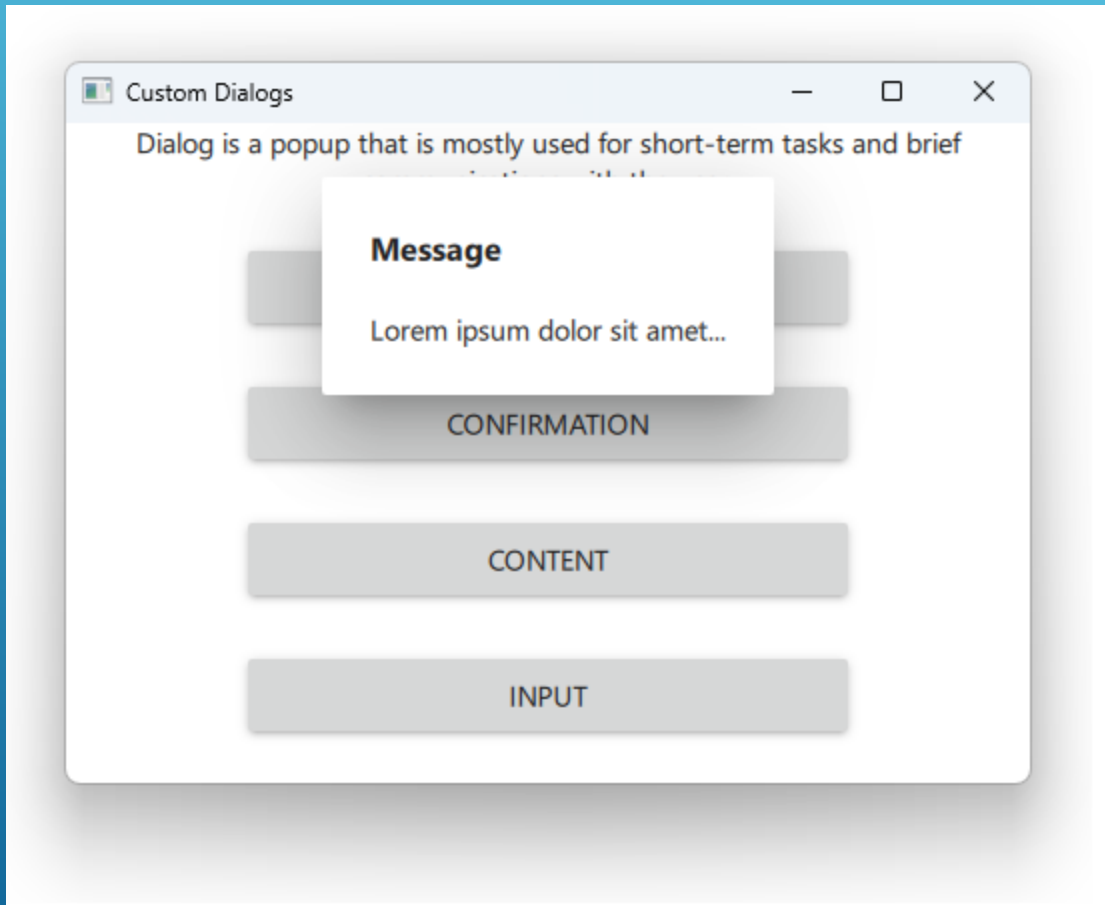 Custom Dialogs
Dialog is a popup that is mostly used for short-term tasks and brief
Message
Lorem ipsum dolor sit amet...
CONFIRMATION
CONTENT
INPUT